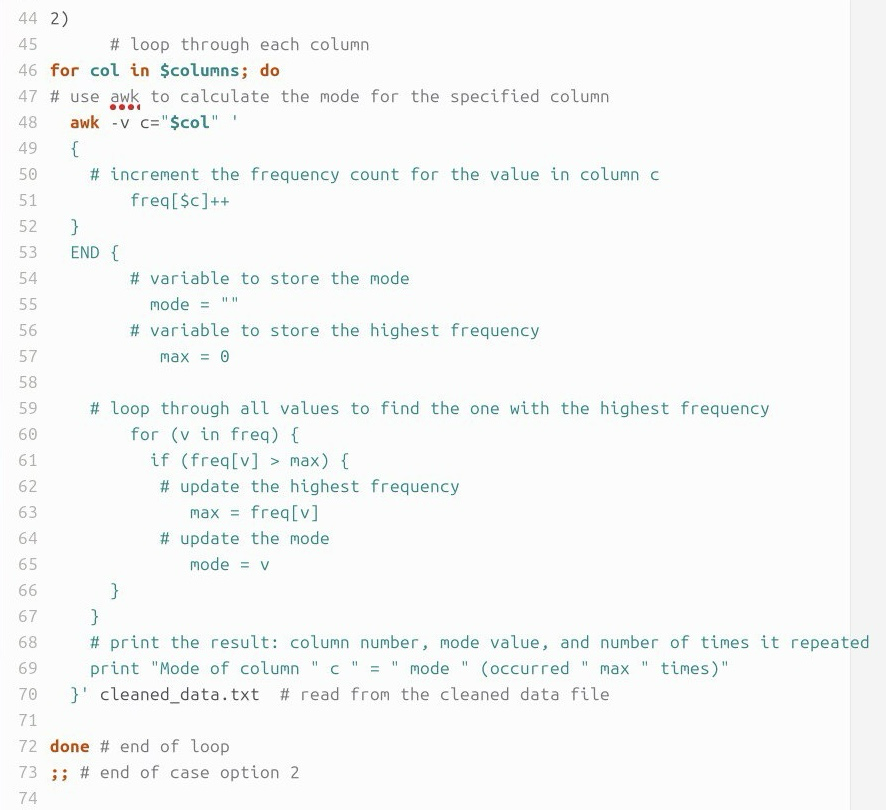 44 2)
45 # loop through each column
46 for col in $columns; do
47 # use awk to calculate the mode for the specified column
48 awk -v c="$col" '
49 {
50 # increment the frequency count for the value in column c
51 freq[$c]++
52 }
53 END {
54 # variable to store the mode
55 mode = ""
56 # variable to store the highest frequency
57 max = 0
58
59 # loop through all values to find the one with the highest frequency
60 for (v in freq) {
61 if (freq[v] > max) {
62 # update the highest frequency
63 max = freq[v]
64 # update the mode
65 mode = v
66 }
67 }
68 # print the result: column number, mode value, and number of times it repeated
69 print "Mode of column " c " = " mode " (occurred " max " times)"
70 }' cleaned_data.txt # read from the cleaned data file
71
72 done # end of loop
73 ;; # end of case option 2
74